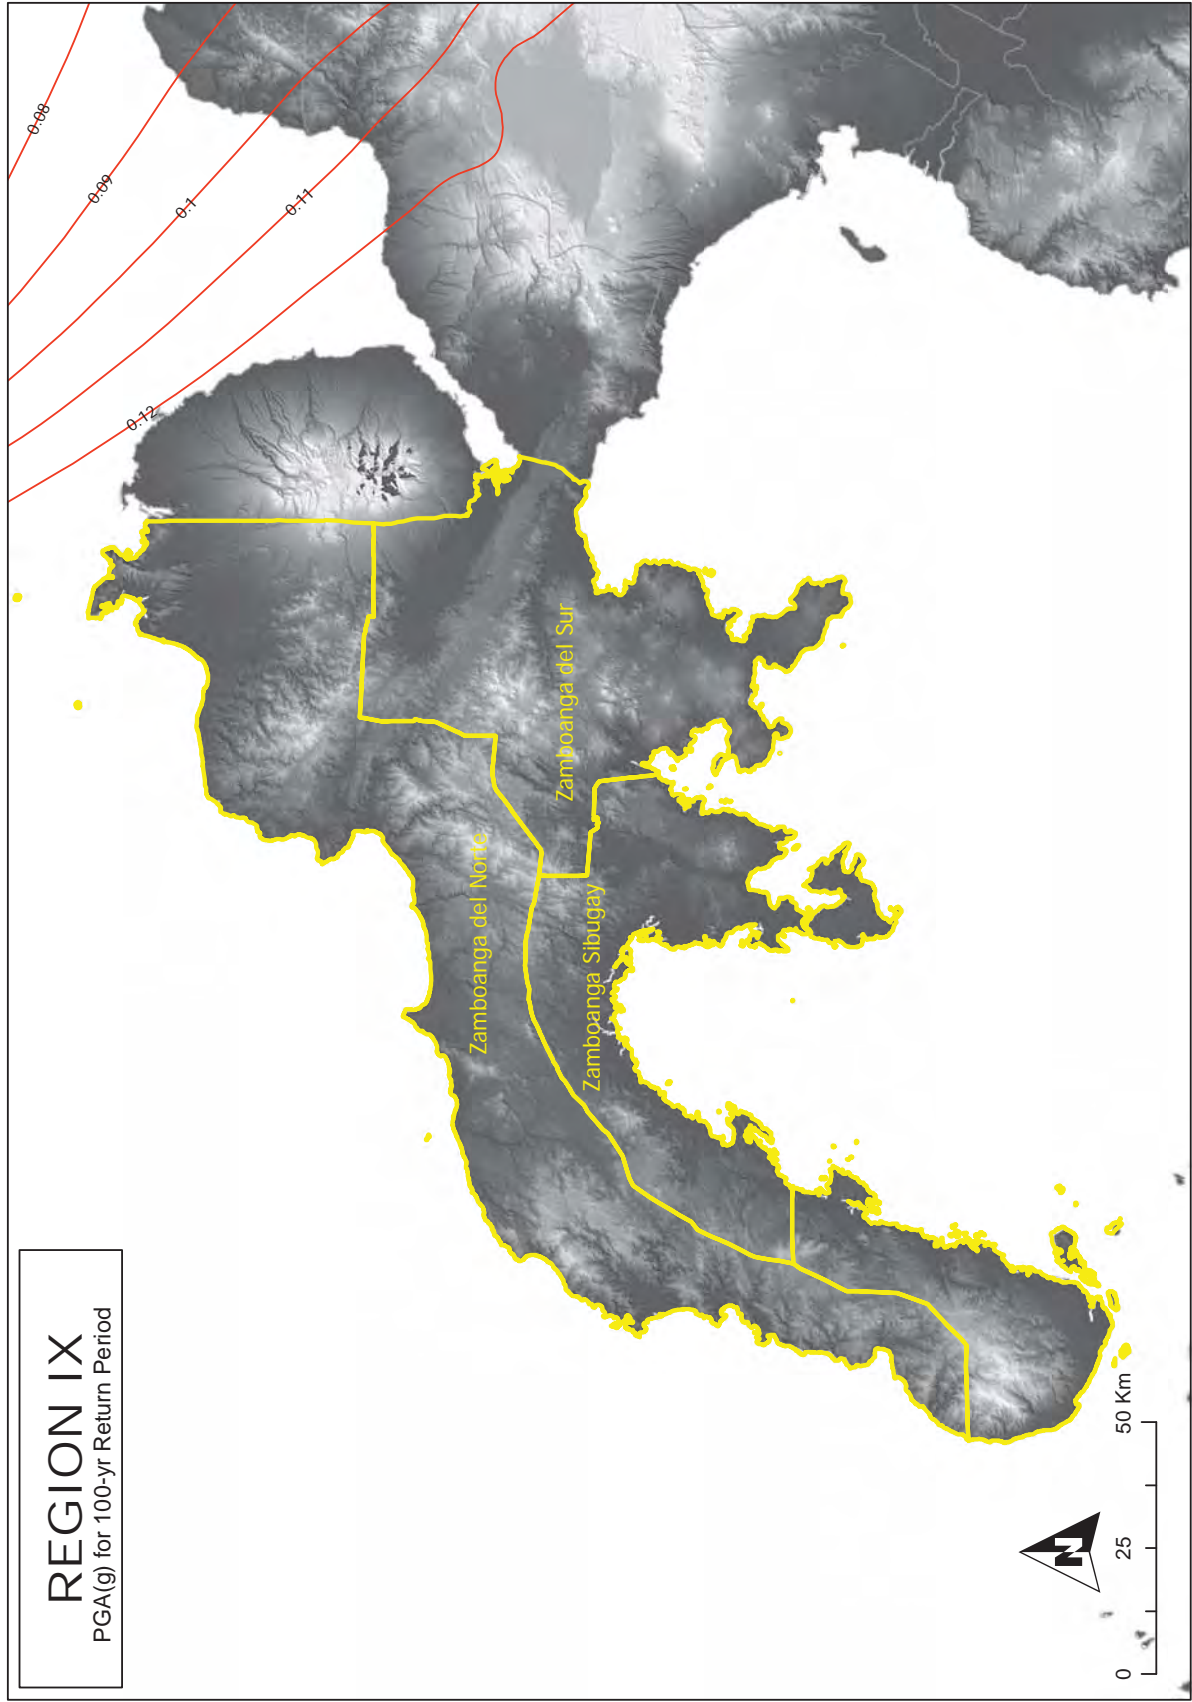 REGION IX
PGA(g) for 100-yr Return Period
0.08
0.09
0.1
0.11
0.12
Zamboanga del Norte
Zamboanga del Sur
Zamboanga Sibugay
N
0 25 50 Km